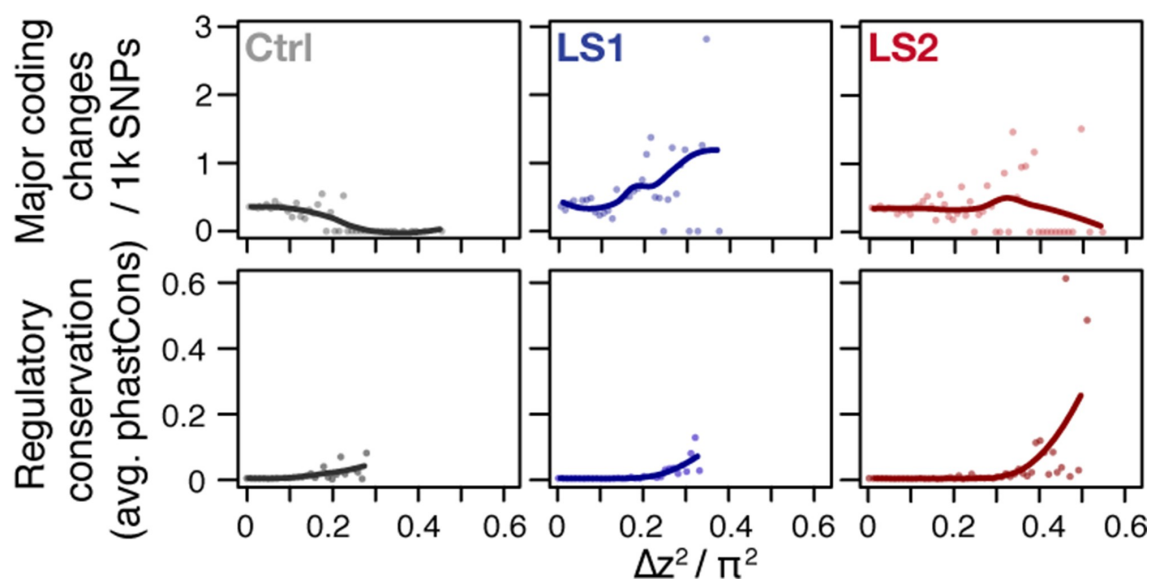 Major coding
changes
/ 1k SNPs
3
2
1
0
Ctrl
LS1
LS2
Regulatory
conservation
(avg. phastCons)
0.6
0.4
0.2
0
0 0.2 0.4 0.6
0 0.2 0.4 0.6
0 0.2 0.4 0.6
Δz² / π²